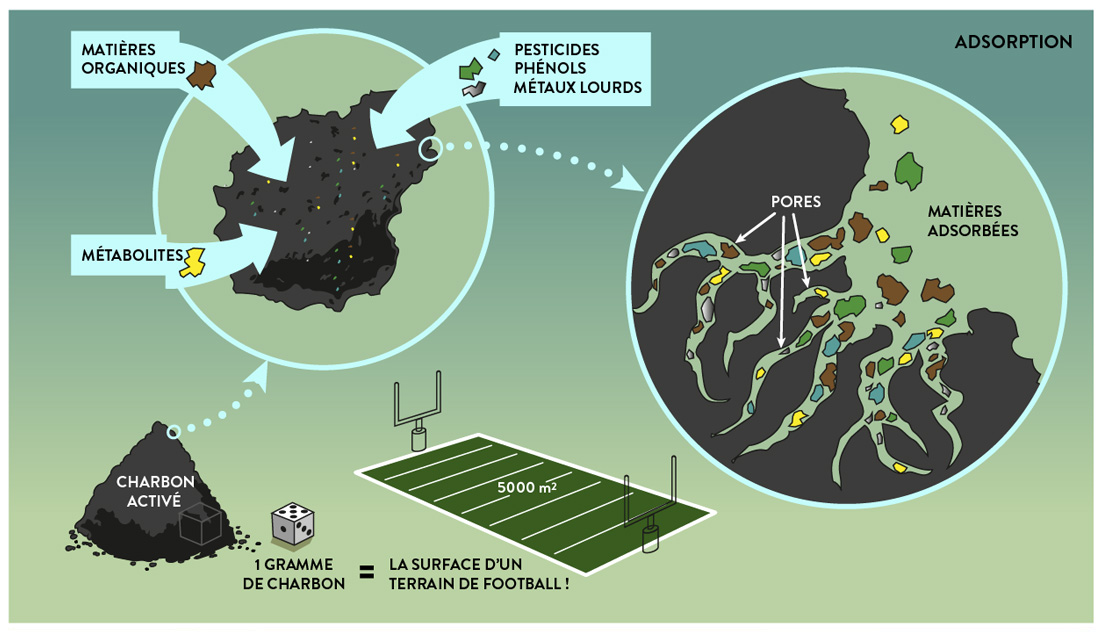 ADSORPTION
MATIÈRES
ORGANIQUES
PESTICIDES
PHÉNOLS
MÉTAUX LOURDS
MÉTABOLITES
PORES
MATIÈRES
ADSORBÉES
CHARBON
ACTIVÉ
5000 m²
1 GRAMME
DE CHARBON
=
LA SURFACE D'UN
TERRAIN DE FOOTBALL !